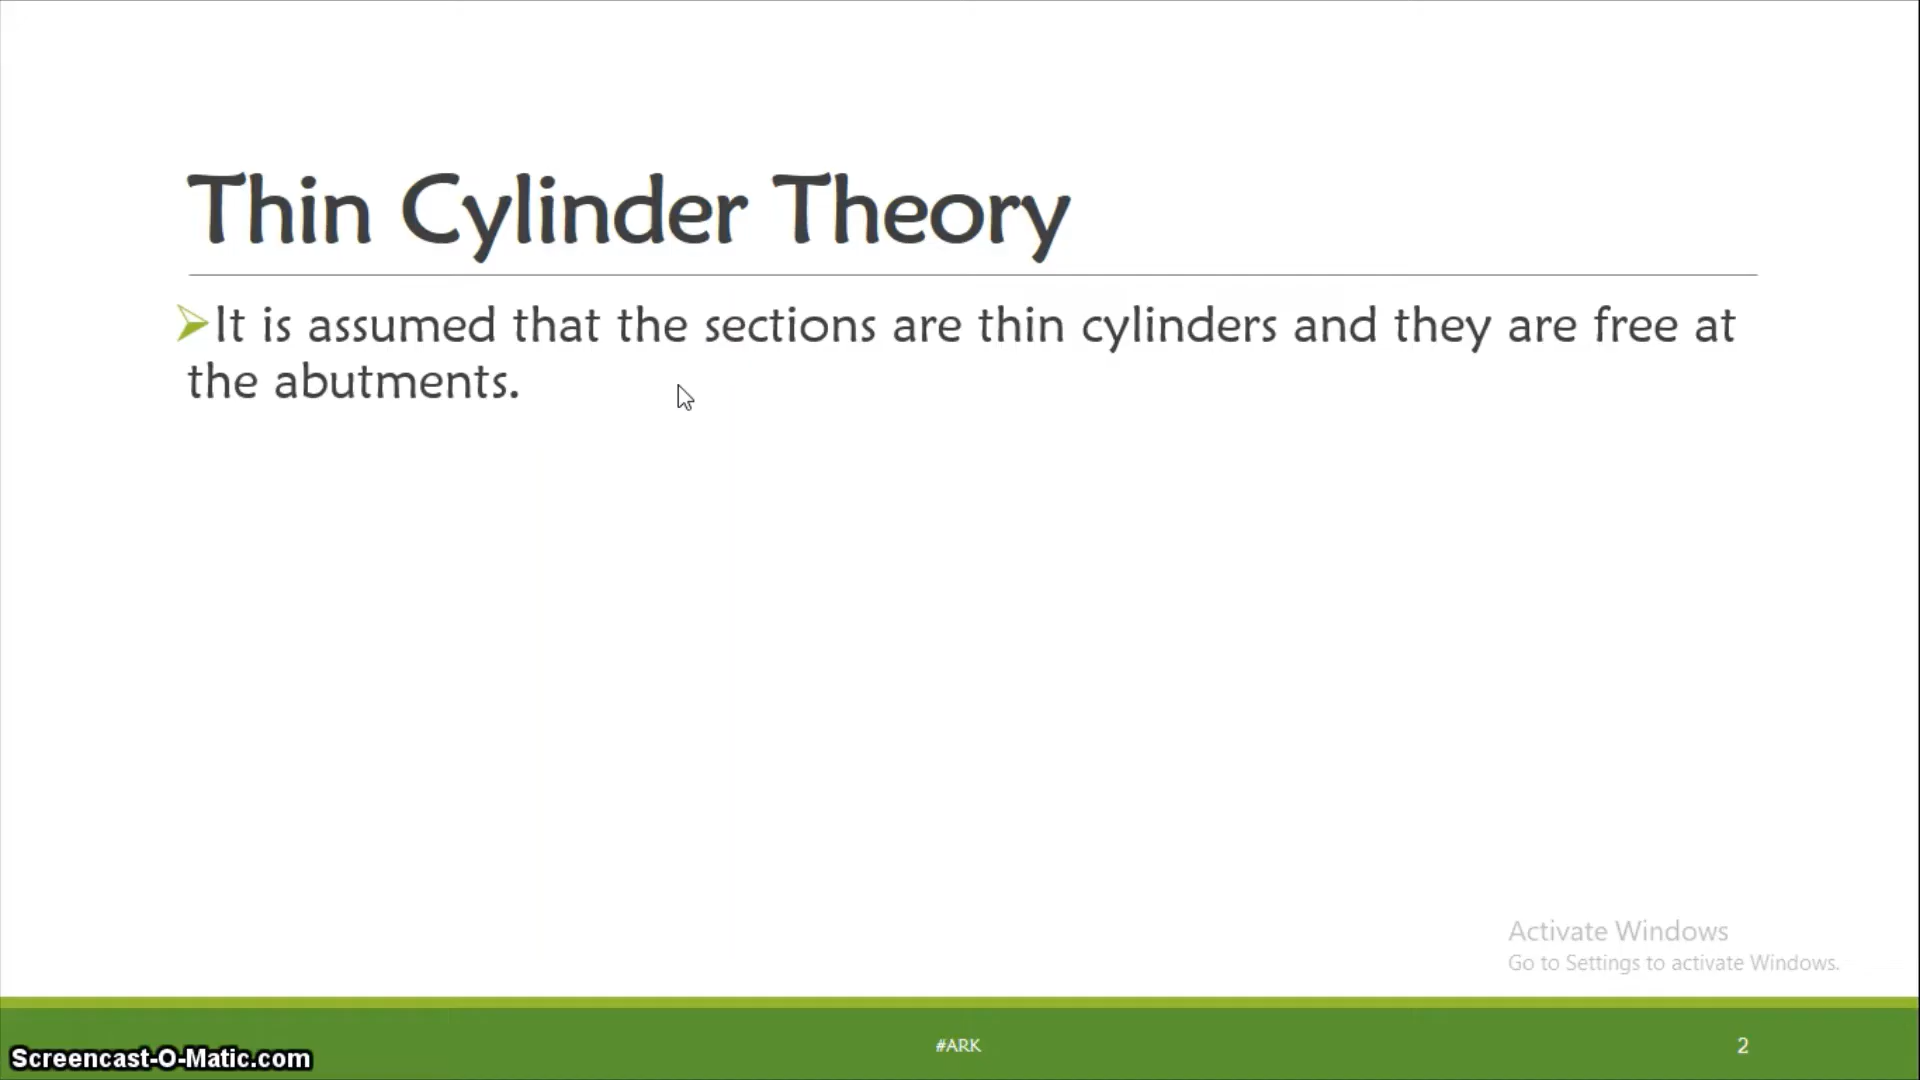 Thin Cylinder Theory
It is assumed that the sections are thin cylinders and they are free at
the abutments.
Activate Windows
Go to Settings to activate Windows.
Screencast-O-Matic.com
#ARK
2